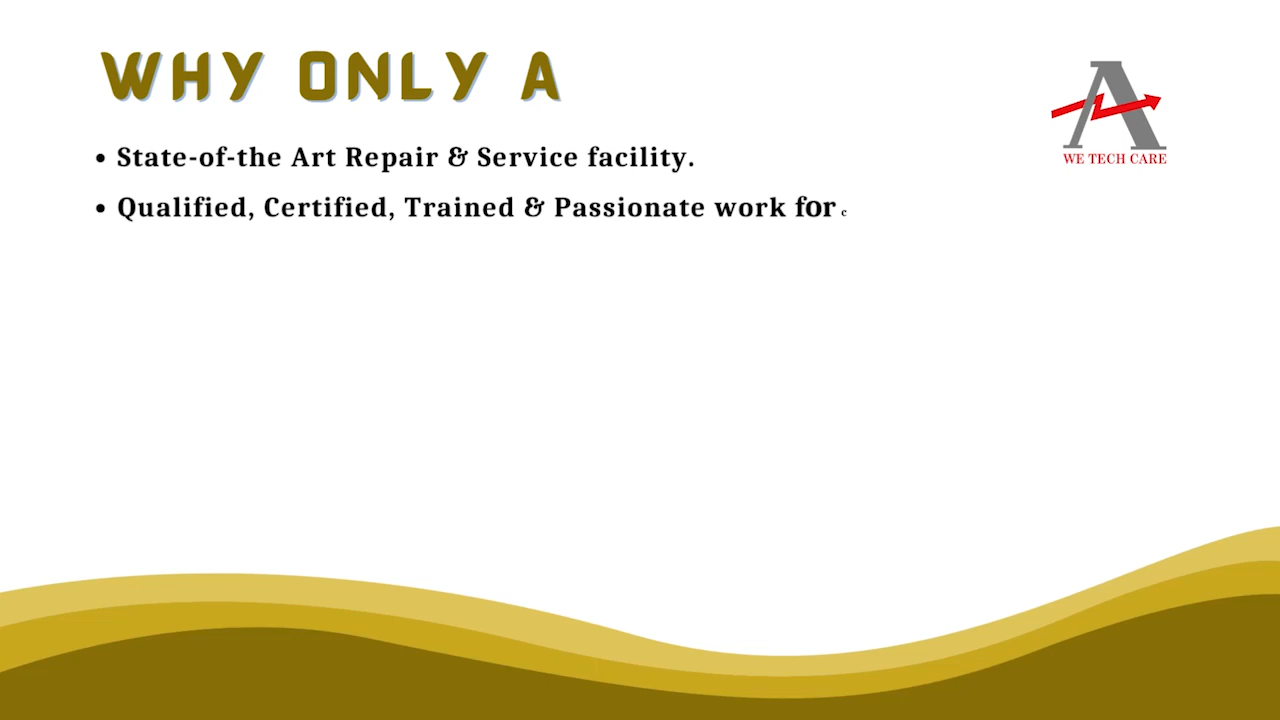 WHY ONLY A
• State-of-the Art Repair & Service facility.
• Qualified, Certified, Trained & Passionate work for c
A
WE TECH CARE